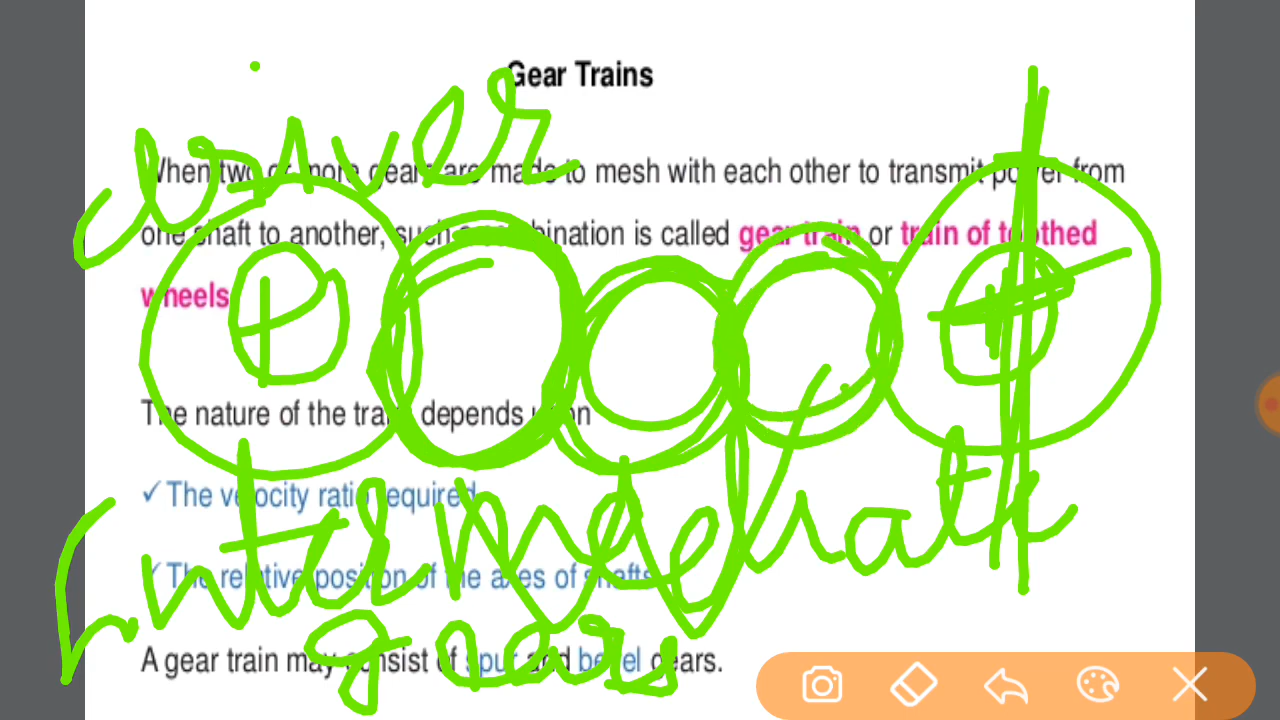 Gear Trains
driver
When two or more gears are made to mesh with each other to transmit power from
one shaft to another, such a combination is called gear train or train of toothed
wheels
The nature of the train depends upon
✓ The velocity ratio required
Intermediate
✓ The relative position of the axes of shafts
gears
A gear train may consist of spur and bevel gears.